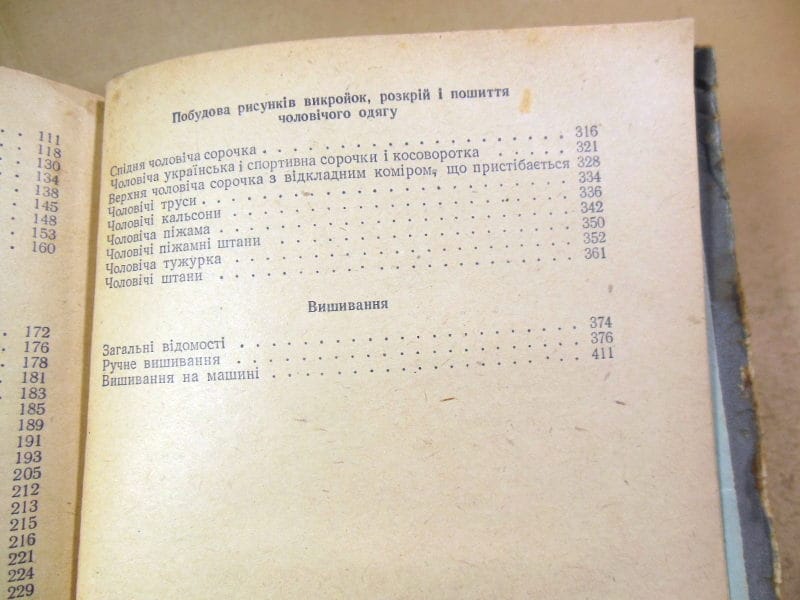 111
118
130
134
138
145
148
153
160
172
176
178
181
183
185
189
191
193
205
212
213
215
216
221
224
229
Побудова рисунків викройок, розкрій і пошиття
чоловічого одягу
Спідня чоловіча сорочка . . . . . . . . . . . . . . . . 316
Чоловіча українська і спортивна сорочки і косоворотка . . . . 321
Верхня чоловіча сорочка з відкладним коміром, що пристібається 328
Чоловічі труси . . . . . . . . . . . . . . . . . . . . 334
Чоловічі кальсони . . . . . . . . . . . . . . . . . . 336
Чоловіча піжама . . . . . . . . . . . . . . . . . . . 342
Чоловічі піжамні штани . . . . . . . . . . . . . . . . 350
Чоловіча тужурка . . . . . . . . . . . . . . . . . . . 352
Чоловічі штани . . . . . . . . . . . . . . . . . . . . 361
Вишивання
Загальні відомості . . . . . . . . . . . . . . . . . . 374
Ручне вишивання . . . . . . . . . . . . . . . . . . . 376
Вишивання на машині . . . . . . . . . . . . . . . . . 411